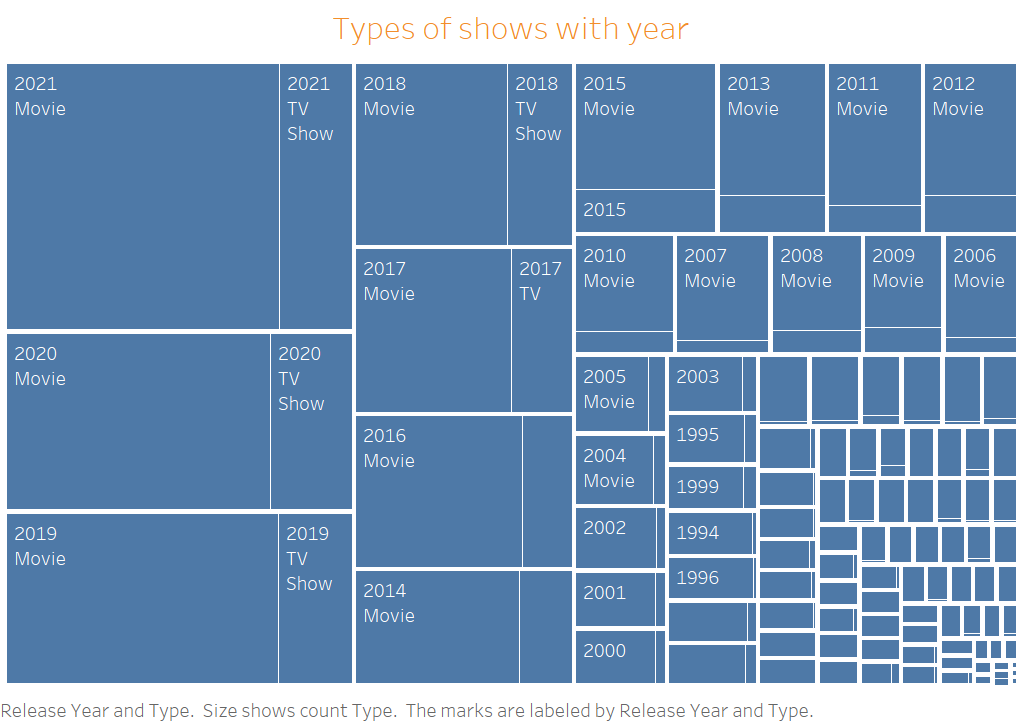 Types of shows with year
2021
Movie
2021
TV
Show
2020
Movie
2020
TV
Show
2019
Movie
2019
TV
Show
2018
Movie
2018
TV
Show
2017
Movie
2017
TV
2016
Movie
2014
Movie
2015
Movie
2015
2013
Movie
2011
Movie
2012
Movie
2010
Movie
2007
Movie
2008
Movie
2009
Movie
2006
Movie
2005
Movie
2004
Movie
2002
2001
2000
2003
1995
1999
1994
1996
Release Year and Type.  Size shows count Type.  The marks are labeled by Release Year and Type.